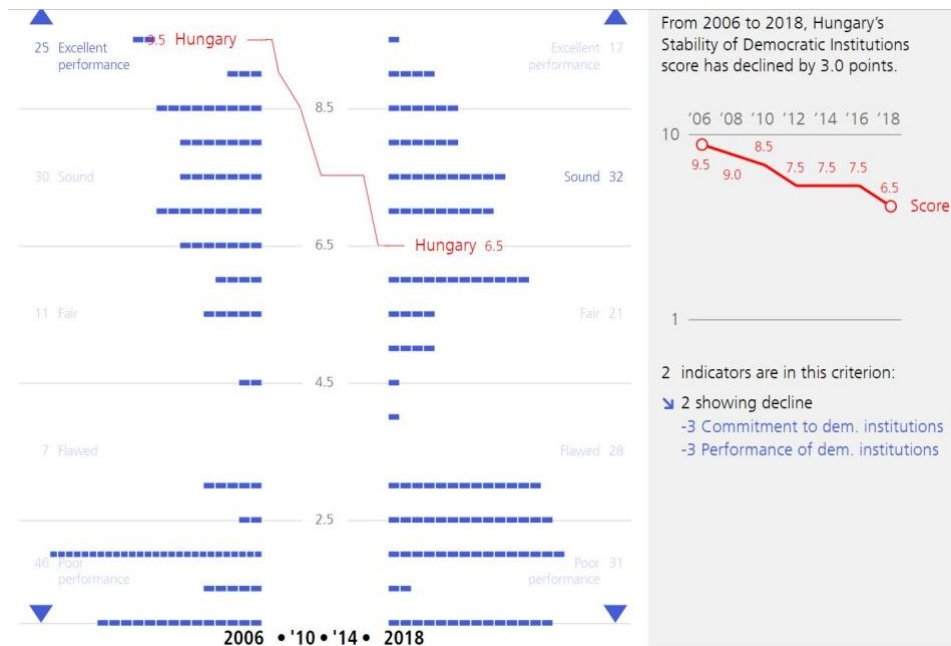 25 Excellent performance
9.5 Hungary
8.5
30 Sound
6.5
11 Fair
4.5
7 Flawed
2.5
46 Poor performance
Excellent 17 performance
Sound 32
Hungary 6.5
Fair 21
Flawed 28
Poor 31 performance
2006 • '10 • '14 • 2018
From 2006 to 2018, Hungary's
Stability of Democratic Institutions
score has declined by 3.0 points.
'06 '08 '10 '12 '14 '16 '18
10
9.5 9.0 8.5 7.5 7.5 7.5 6.5
Score
1
2 indicators are in this criterion:
2 showing decline
-3 Commitment to dem. institutions
-3 Performance of dem. institutions